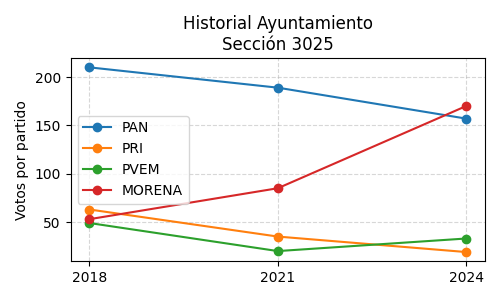 Historial Ayuntamiento
Sección 3025
Votos por partido
200
150
100
50
PAN
PRI
PVEM
MORENA
2018
2021
2024